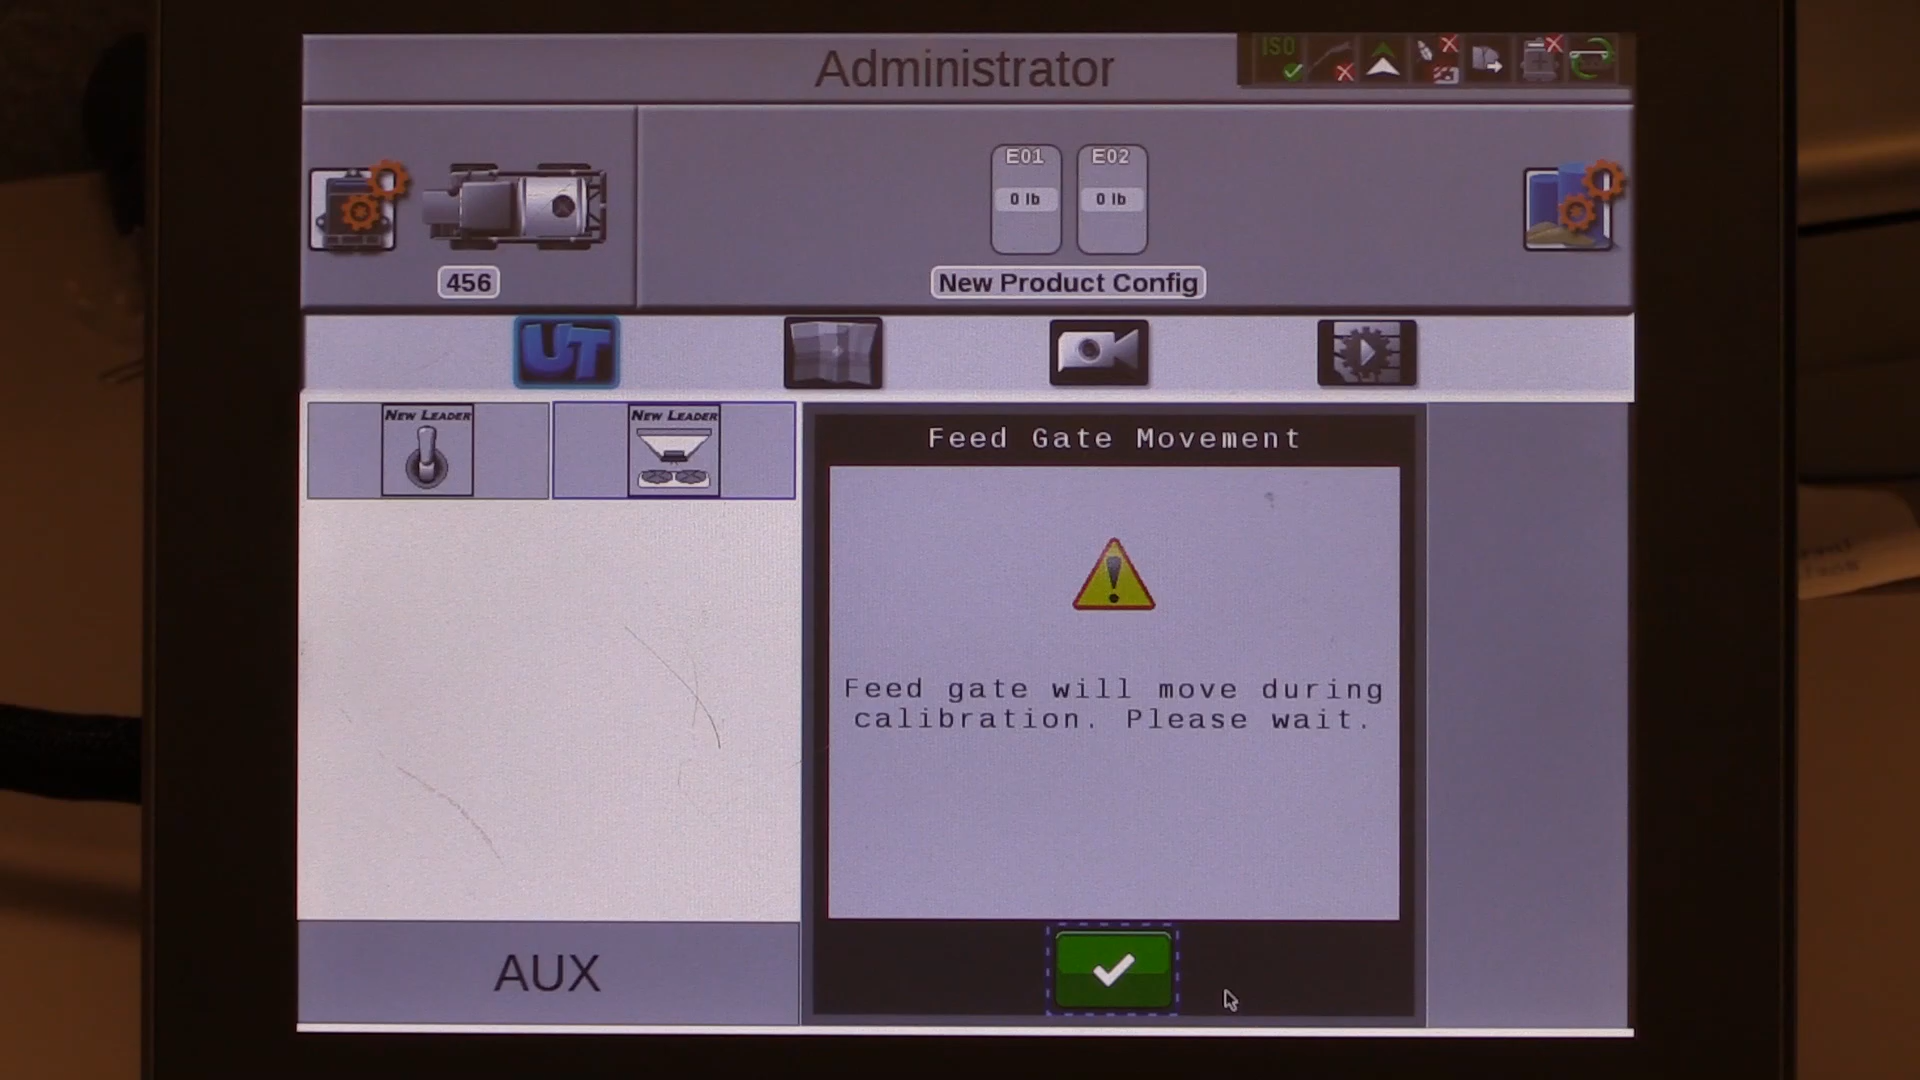 Administrator
ISO
E01
E02
0 lb
0 lb
456
New Product Config
UT
NEW LEADER
NEW LEADER
Feed Gate Movement
Feed gate will move during
calibration. Please wait.
AUX